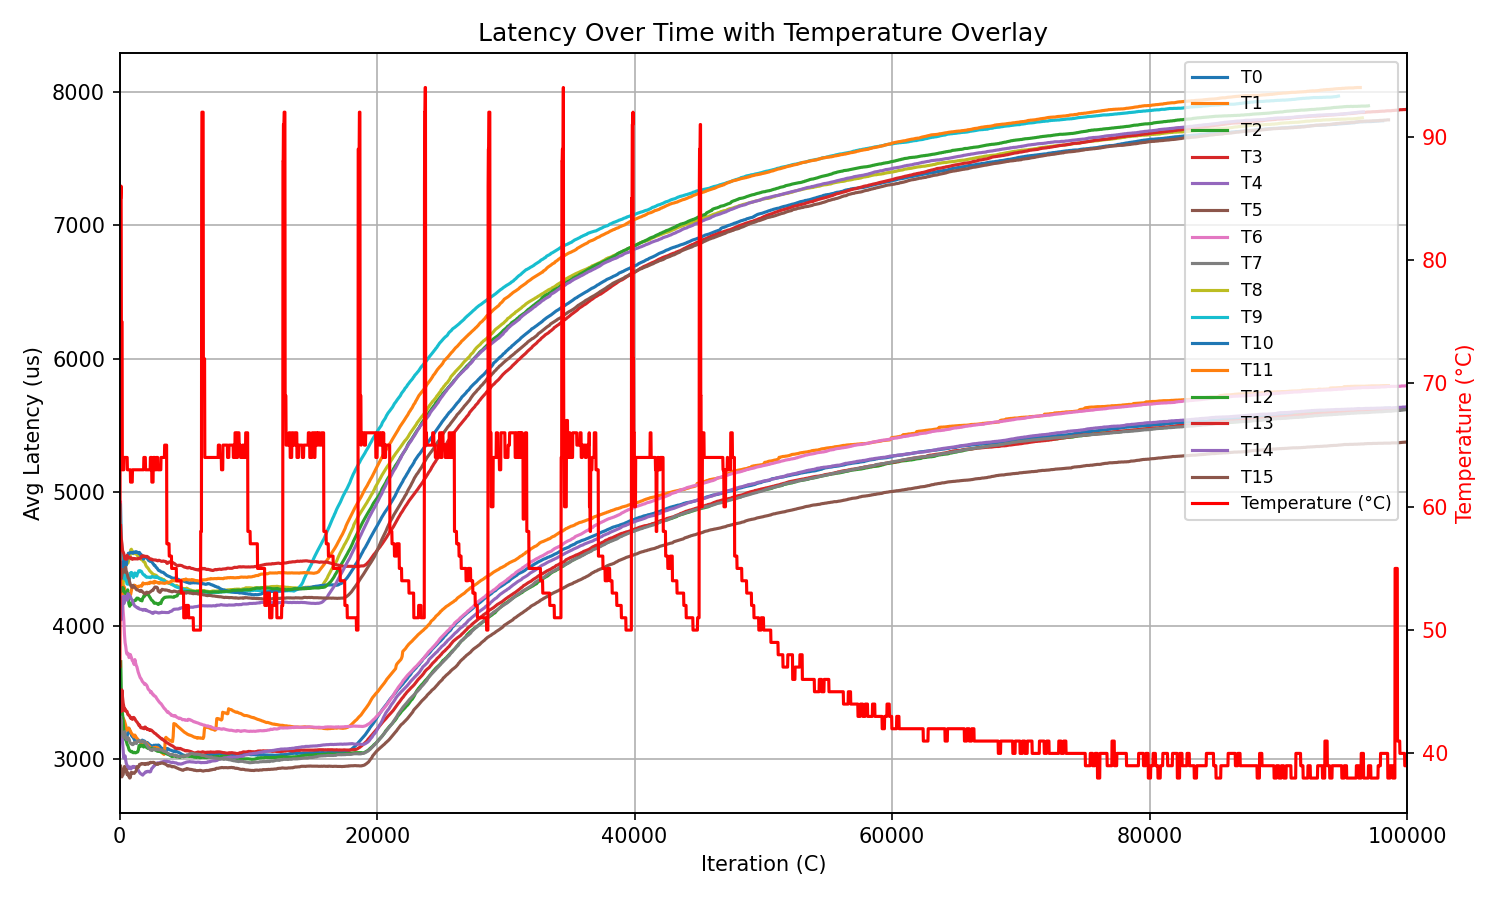 Latency Over Time with Temperature Overlay
Avg Latency (us)
8000
7000
6000
5000
4000
3000
0
20000
40000
60000
80000
100000
Iteration (C)
90
80
70
60
50
40
Temperature (°C)
T0
T1
T2
T3
T4
T5
T6
T7
T8
T9
T10
T11
T12
T13
T14
T15
Temperature (°C)